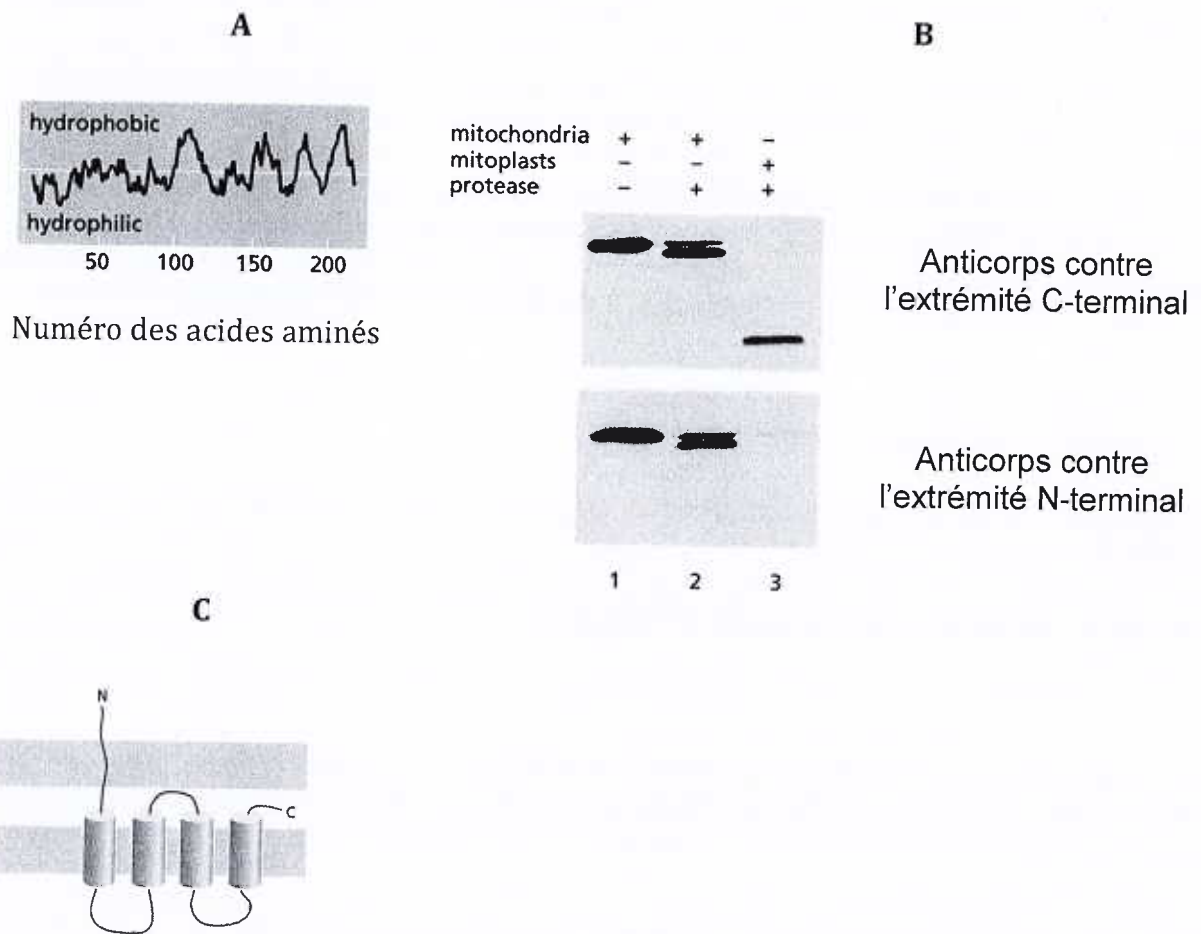 A
hydrophobic
hydrophilic
50 100 150 200
Numéro des acides aminés
B
mitochondria + + -
mitoplasts - - +
protease - + +
Anticorps contre
l'extrémité C-terminal
Anticorps contre
l'extrémité N-terminal
1 2 3
C
N
C